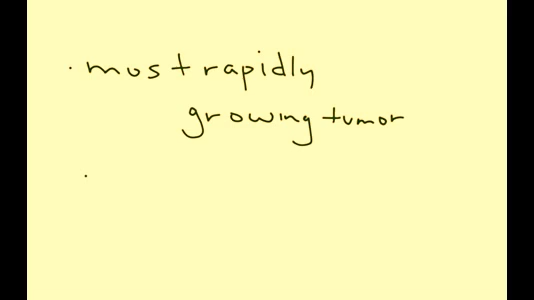 · most rapidly
growing tumor
·